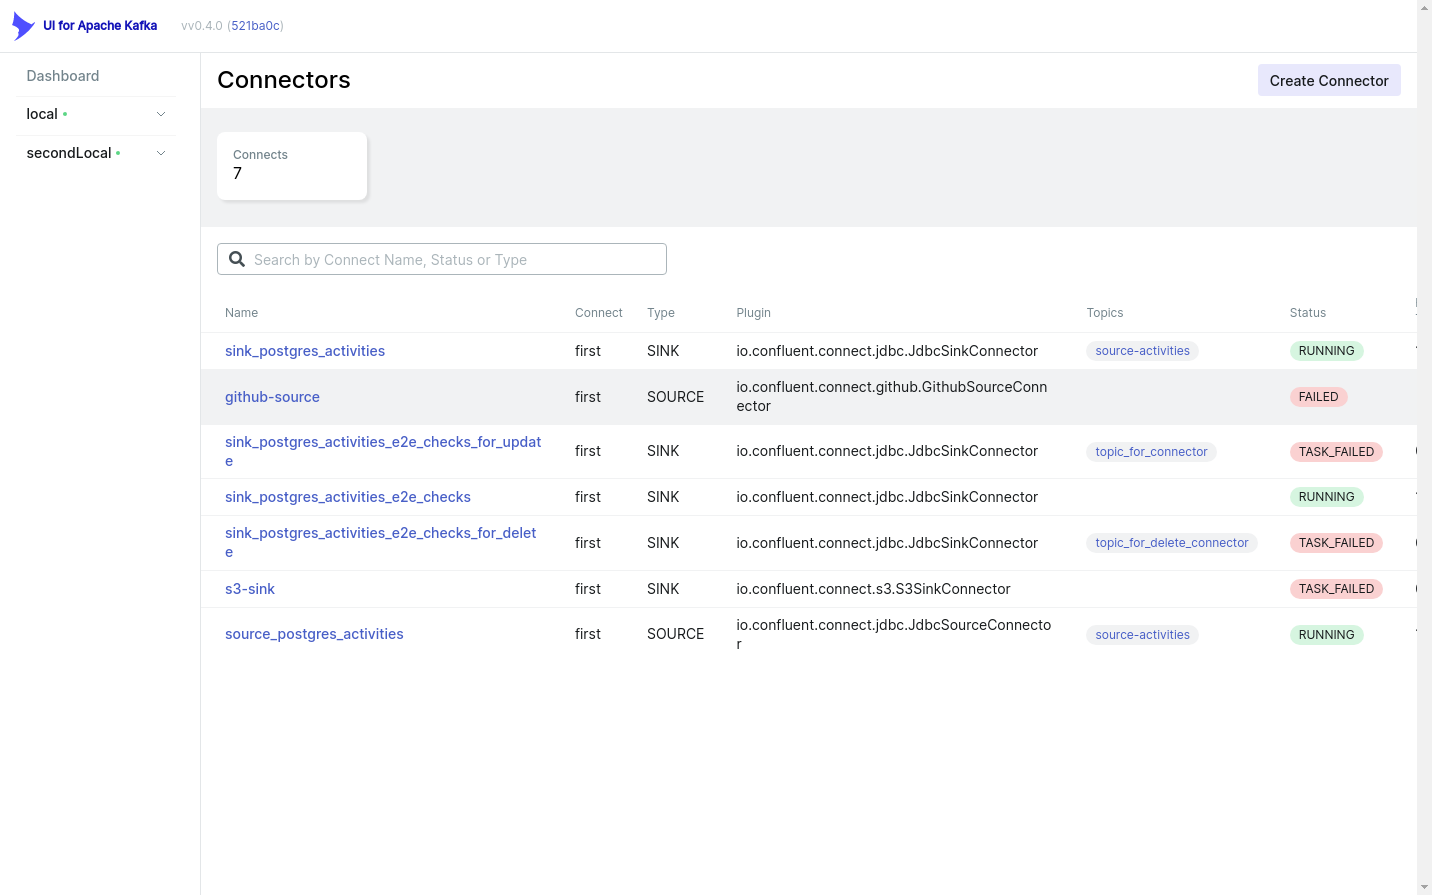 UI for Apache Kafka vv0.4.0 (521ba0c)
Dashboard
local
secondLocal
Connectors
Create Connector
Connects
7
Search by Connect Name, Status or Type
Name Connect Type Plugin Topics Status
sink_postgres_activities first SINK io.confluent.connect.jdbc.JdbcSinkConnector source-activities RUNNING
github-source first SOURCE io.confluent.connect.github.GithubSourceConn
ector FAILED
sink_postgres_activities_e2e_checks_for_updat
e first SINK io.confluent.connect.jdbc.JdbcSinkConnector topic_for_connector TASK_FAILED
sink_postgres_activities_e2e_checks first SINK io.confluent.connect.jdbc.JdbcSinkConnector RUNNING
sink_postgres_activities_e2e_checks_for_delet
e first SINK io.confluent.connect.jdbc.JdbcSinkConnector topic_for_delete_connector TASK_FAILED
s3-sink first SINK io.confluent.connect.s3.S3SinkConnector TASK_FAILED
source_postgres_activities first SOURCE io.confluent.connect.jdbc.JdbcSourceConnecto
r source-activities RUNNING